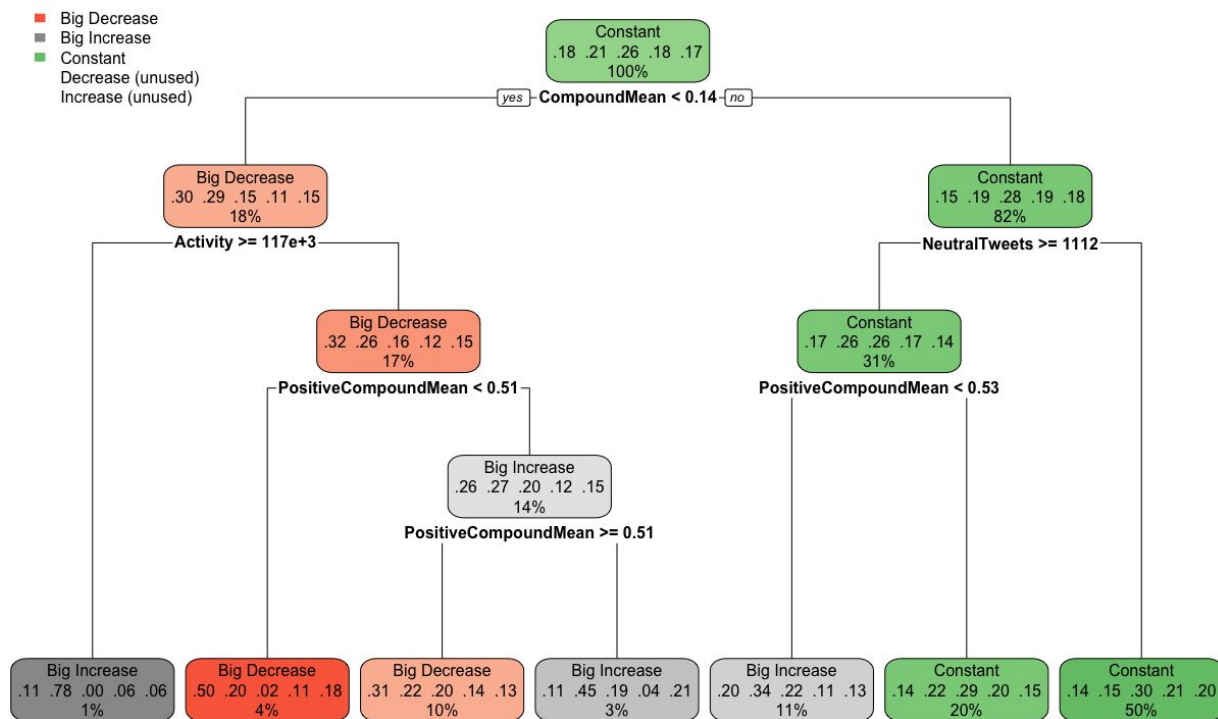 Big Decrease
Big Increase
Constant
Decrease (unused)
Increase (unused)
Constant
.18 .21 .26 .18 .17
100%
yes CompoundMean < 0.14 no
Big Decrease
.30 .29 .15 .11 .15
18%
Activity >= 117e+3
Constant
.15 .19 .28 .19 .18
82%
NeutralTweets >= 1112
Big Decrease
.32 .26 .16 .12 .15
17%
PositiveCompoundMean < 0.51
Constant
.17 .26 .26 .17 .14
31%
PositiveCompoundMean < 0.53
Big Increase
.26 .27 .20 .12 .15
14%
PositiveCompoundMean >= 0.51
Big Increase
.11 .78 .00 .06 .06
1%
Big Decrease
.50 .20 .02 .11 .18
4%
Big Decrease
.31 .22 .20 .14 .13
10%
Big Increase
.11 .45 .19 .04 .21
3%
Big Increase
.20 .34 .22 .11 .13
11%
Constant
.14 .22 .29 .20 .15
20%
Constant
.14 .15 .30 .21 .20
50%